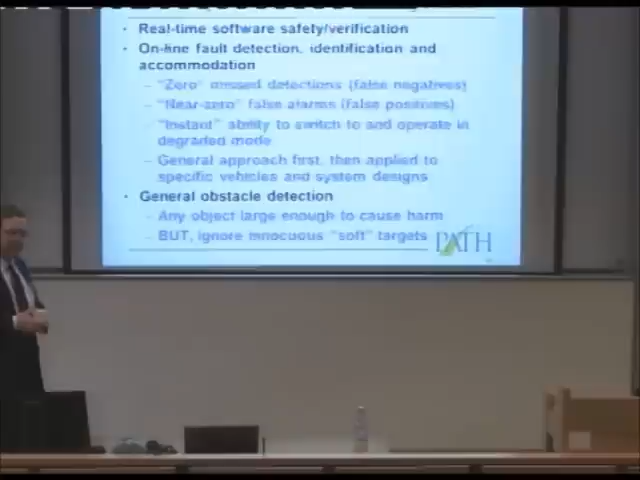 • Real-time software safety/verification
• On-line fault detection, identification and
accommodation
– "Zero" missed detections (false negatives)
– "Near-zero" false alarms (false positives)
– "Instant" ability to switch to and operate in
degraded mode
– General approach first, then applied to
specific vehicles and system designs
• General obstacle detection
– Any object large enough to cause harm
– BUT, ignore innocuous "soft" targets
PATH